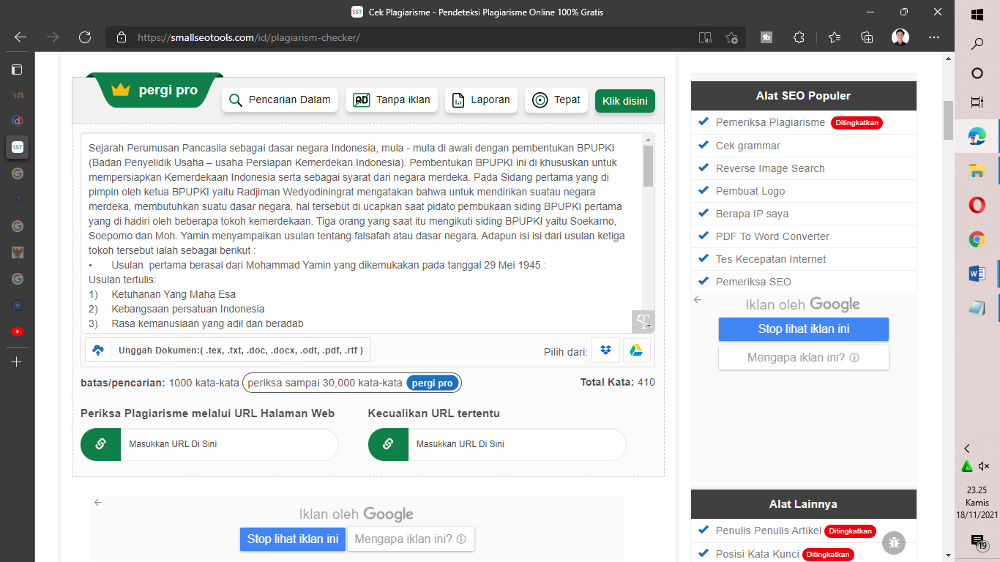 Cek Plagiarisme - Pendeteksi Plagiarisme Online 100% Gratis
https://smallseotools.com/id/plagiarism-checker/
pergi pro
Pencarian Dalam
Tanpa iklan
Laporan
Tepat
Klik disini
Sejarah Perumusan Pancasila sebagai dasar negara Indonesia, mula - mula di awali dengan pembentukan BPUPKI
(Badan Penyelidik Usaha – usaha Persiapan Kemerdekan Indonesia). Pembentukan BPUPKI ini di khususkan untuk
mempersiapkan Kemerdekaan Indonesia serta sebagai syarat dari negara merdeka. Pada Sidang pertama yang di
pimpin oleh ketua BPUPKI yaitu Radjiman Wedyodiningrat mengatakan bahwa untuk mendirikan suatau negara
merdeka, membutuhkan suatu dasar negara, hal tersebut di ucapkan saat pidato pembukaan siding BPUPKI pertama
yang di hadiri oleh beberapa tokoh kemerdekaan. Tiga orang yang saat itu mengikuti siding BPUPKI yaitu Soekarno,
Soepomo dan Moh. Yamin menyampaikan usulan tentang falsafah atau dasar negara. Adapun isi isi dari usulan ketiga
tokoh tersebut ialah sebagai berikut :
• Usulan  pertama berasal dari Mohammad Yamin yang dikemukakan pada tanggal 29 Mei 1945 :
Usulan tertulis:
1) Ketuhanan Yang Maha Esa
2) Kebangsaan persatuan Indonesia
3) Rasa kemanusiaan yang adil dan beradab
Unggah Dokumen:( .tex, .txt, .doc, .docx, .odt, .pdf, .rtf )
Pilih dari:
batas/pencarian: 1000 kata-kata
periksa sampai 30,000 kata-kata pergi pro
Total Kata: 410
Periksa Plagiarisme melalui URL Halaman Web
Masukkan URL Di Sini
Kecualikan URL tertentu
Masukkan URL Di Sini
Iklan oleh Google
Stop lihat iklan ini
Mengapa iklan ini?
Alat SEO Populer
Pemeriksa Plagiarisme Ditingkatkan
Cek grammar
Reverse Image Search
Pembuat Logo
Berapa IP saya
PDF To Word Converter
Tes Kecepatan Internet
Pemeriksa SEO
Iklan oleh Google
Stop lihat iklan ini
Mengapa iklan ini?
Alat Lainnya
Penulis Penulis Artikel Ditingkatkan
Posisi Kata Kunci Ditingkatkan
23.25
Kamis
18/11/2021
19